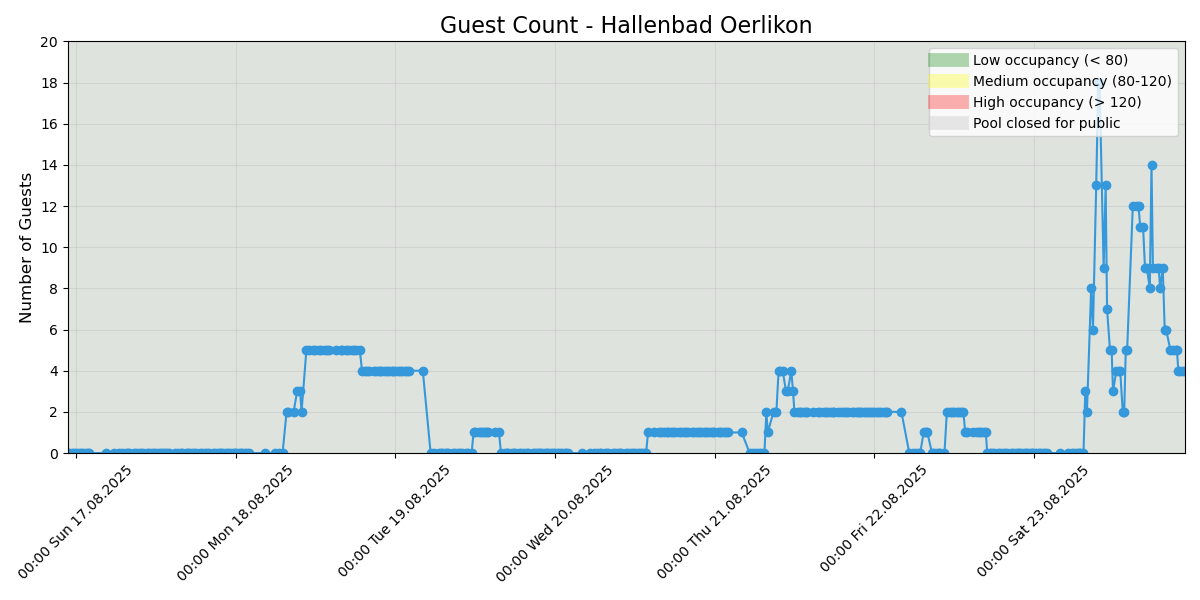 Guest Count - Hallenbad Oerlikon
Number of Guests
20
18
16
14
12
10
8
6
4
2
0
Low occupancy (< 80)
Medium occupancy (80-120)
High occupancy (> 120)
Pool closed for public
00:00 Sun 17.08.2025
00:00 Mon 18.08.2025
00:00 Tue 19.08.2025
00:00 Wed 20.08.2025
00:00 Thu 21.08.2025
00:00 Fri 22.08.2025
00:00 Sat 23.08.2025